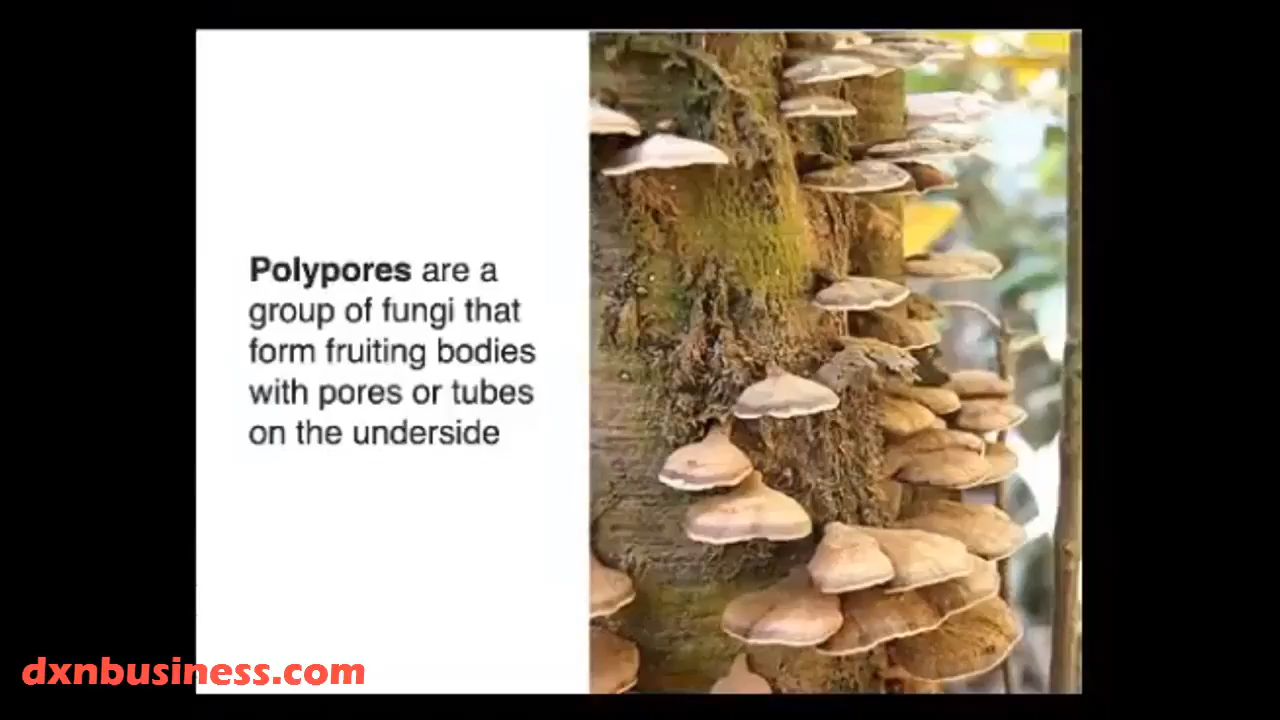 Polypores are a
group of fungi that
form fruiting bodies
with pores or tubes
on the underside
dxnbusiness.com